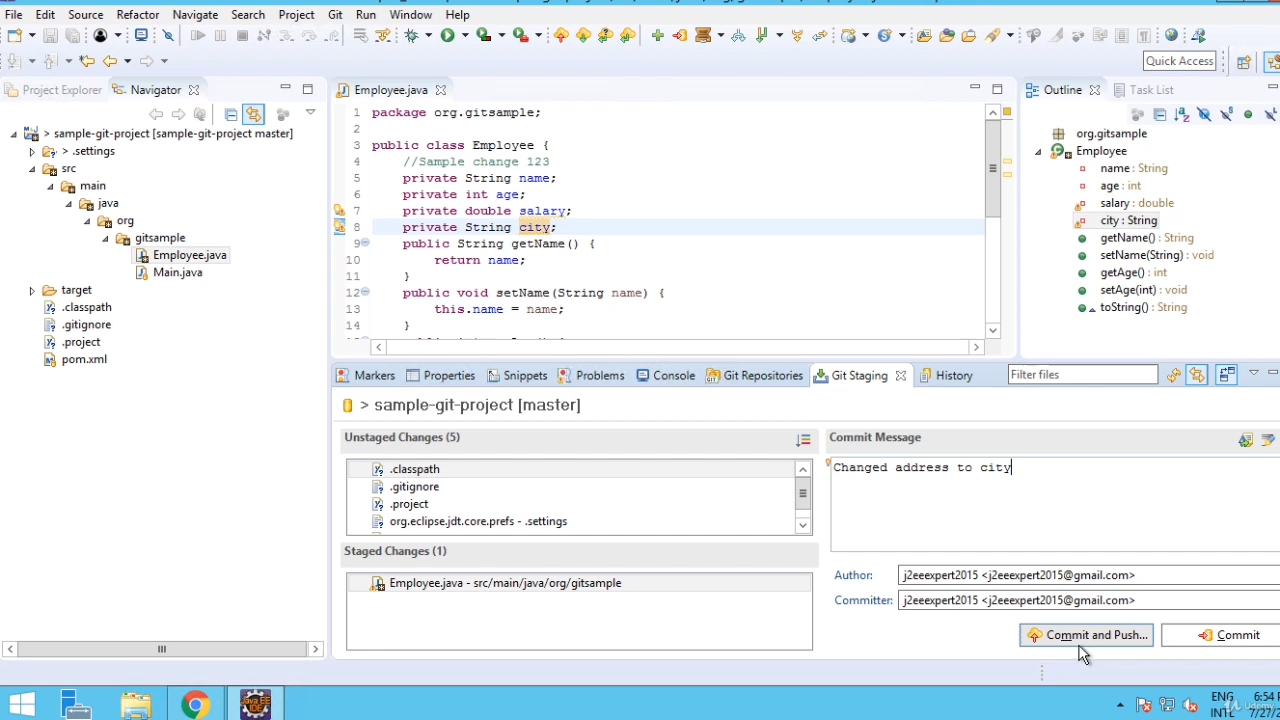 File Edit Source Refactor Navigate Search Project Git Run Window Help
Quick Access
Project Explorer Navigator
sample-git-project [sample-git-project master]
> .settings
src
main
java
org
gitsample
Employee.java
Main.java
target
.classpath
.gitignore
.project
pom.xml
Employee.java
1 package org.gitsample;
2
3 public class Employee {
4 //Sample change 123
5 private String name;
6 private int age;
7 private double salary;
8 private String city;
9 public String getName() {
10 return name;
11 }
12 public void setName(String name) {
13 this.name = name;
14 }
Outline Task List
org.gitsample
Employee
name : String
age : int
salary : double
city : String
getName() : String
setName(String) : void
getAge() : int
setAge(int) : void
toString() : String
Markers Properties Snippets Problems Console Git Repositories Git Staging History Filter files
> sample-git-project [master]
Unstaged Changes (5)
.classpath
.gitignore
.project
org.eclipse.jdt.core.prefs - .settings
Staged Changes (1)
Employee.java - src/main/java/org/gitsample
Commit Message
Changed address to city
Author: j2eeexpert2015 <j2eeexpert2015@gmail.com>
Committer: j2eeexpert2015 <j2eeexpert2015@gmail.com>
Commit and Push... Commit
Java EE
IDE
ENG
INTL
6:54 PM
7/27/20